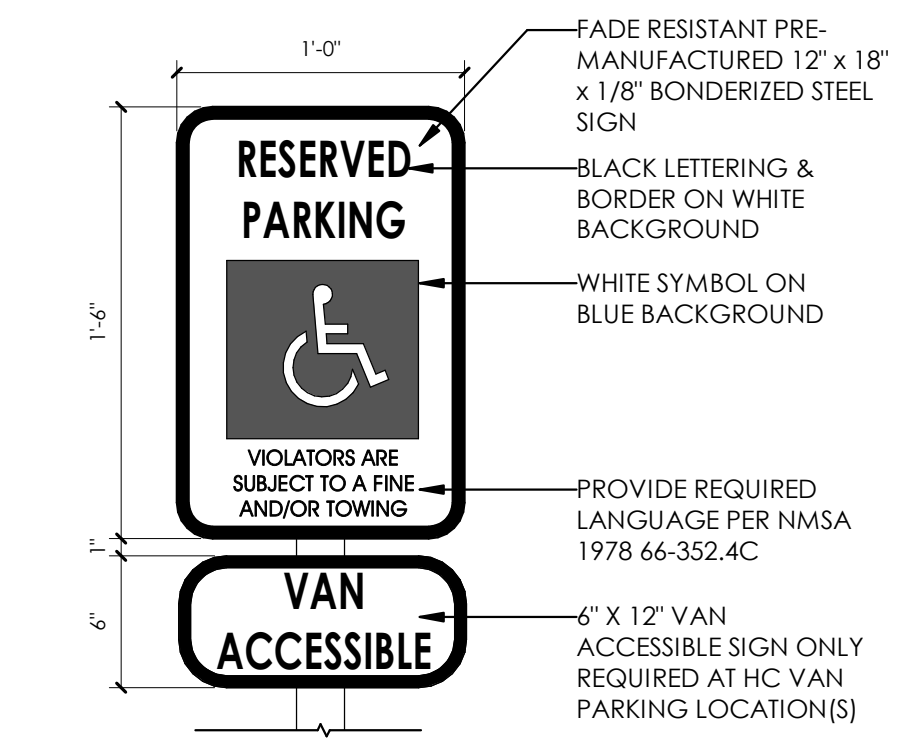 1'-0"
FADE RESISTANT PRE-
MANUFACTURED 12" x 18"
x 1/8" BONDERIZED STEEL
SIGN
RESERVED
PARKING
BLACK LETTERING &
BORDER ON WHITE
BACKGROUND
WHITE SYMBOL ON
BLUE BACKGROUND
1'-6"
VIOLATORS ARE
SUBJECT TO A FINE
AND/OR TOWING
PROVIDE REQUIRED
LANGUAGE PER NMSA
1978 66-352.4C
1"
VAN
ACCESSIBLE
6"
6" X 12" VAN
ACCESSIBLE SIGN ONLY
REQUIRED AT HC VAN
PARKING LOCATION(S)